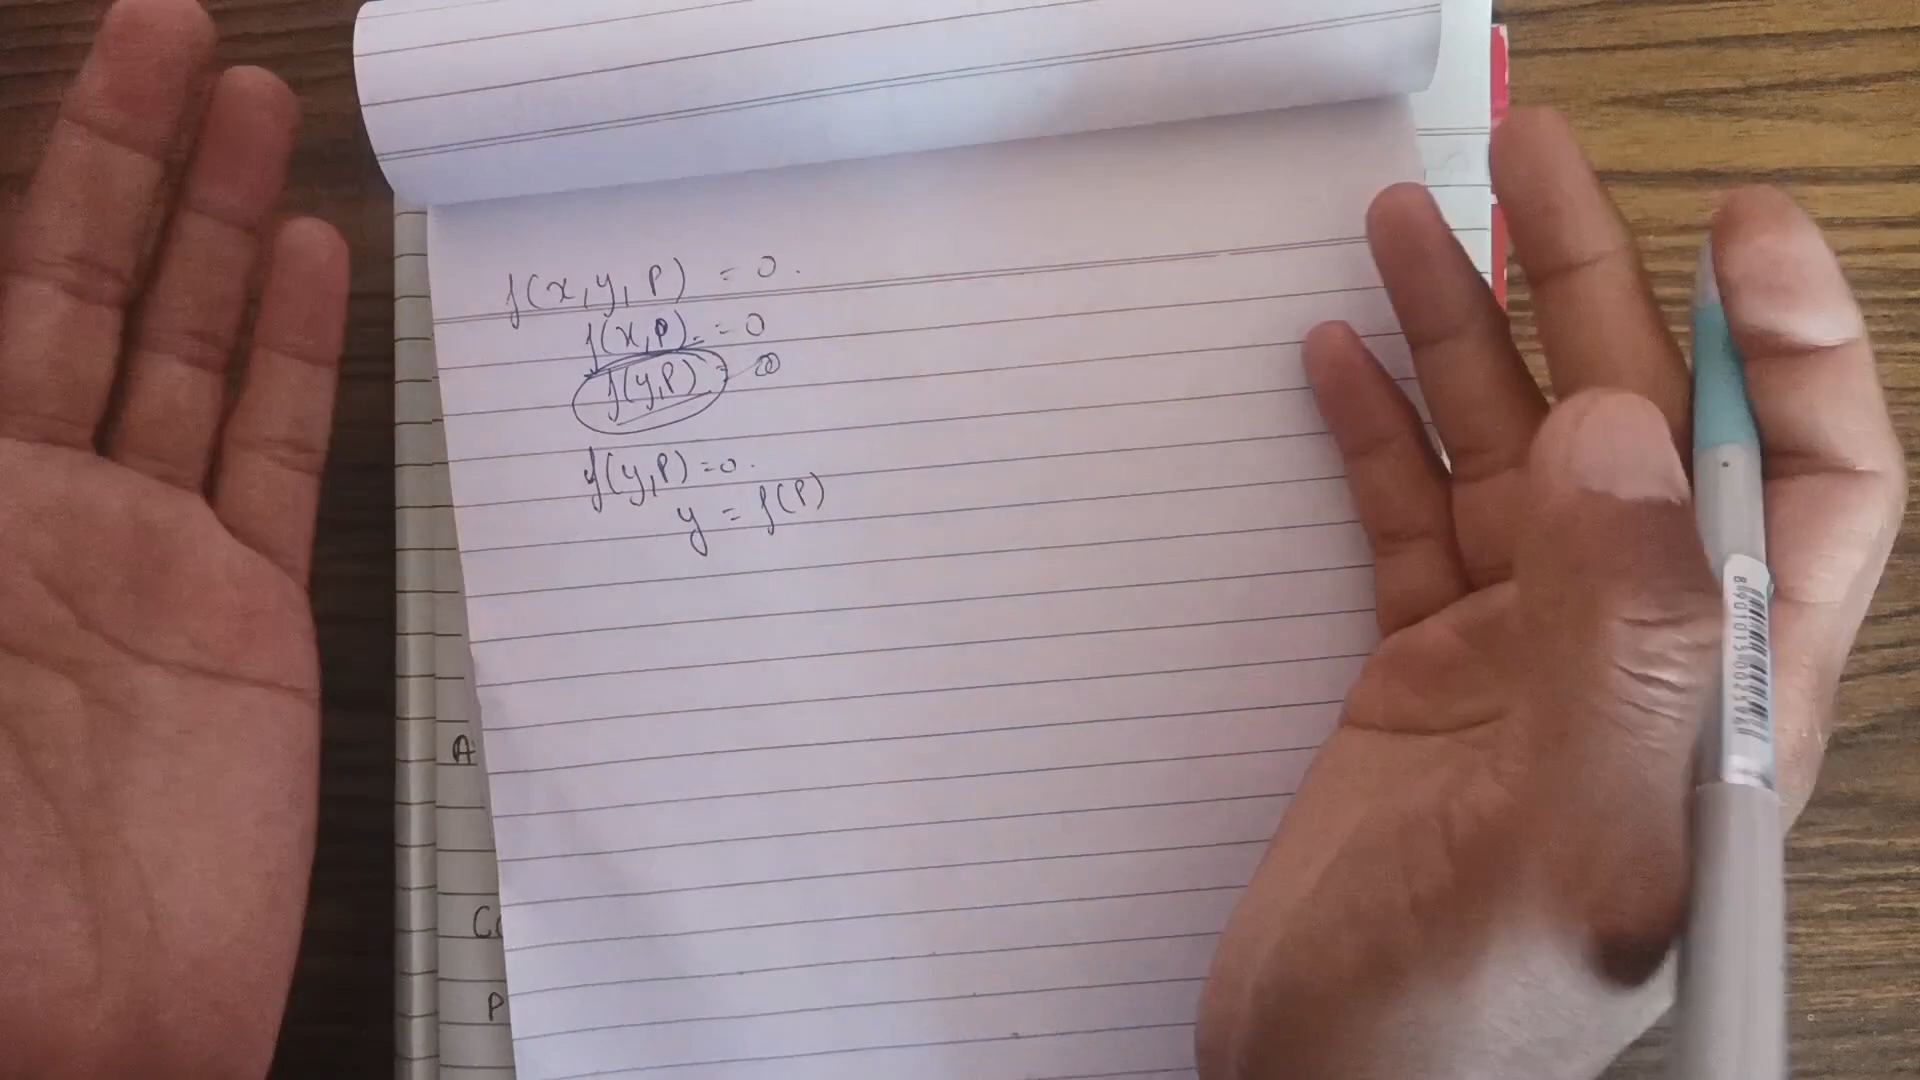 f(x,y,P) = 0.
f(x,P) = 0
f(y,P) = 0
f(y,P)=0.
y = f(P)
A
C
P